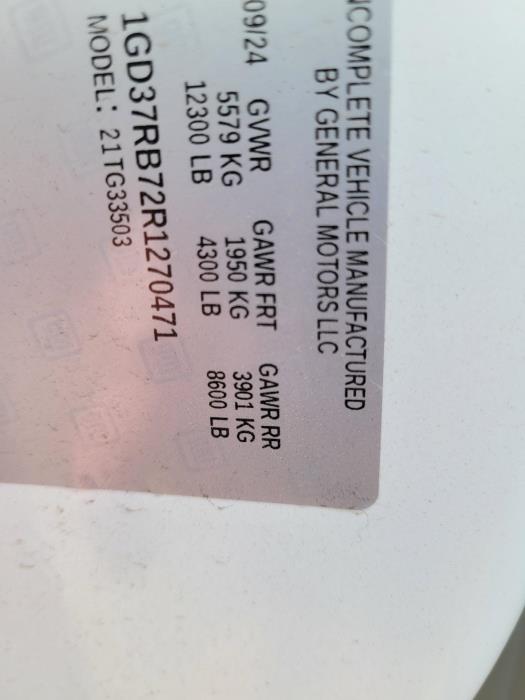 NCOMPLETE VEHICLE MANUFACTURED
BY GENERAL MOTORS LLC
09/24 GVWR GAWR FRT GAWR RR
5579 KG 1950 KG 3901 KG
12300 LB 4300 LB 8600 LB
1GD37RB72R1270471
MODEL: 21TG33503